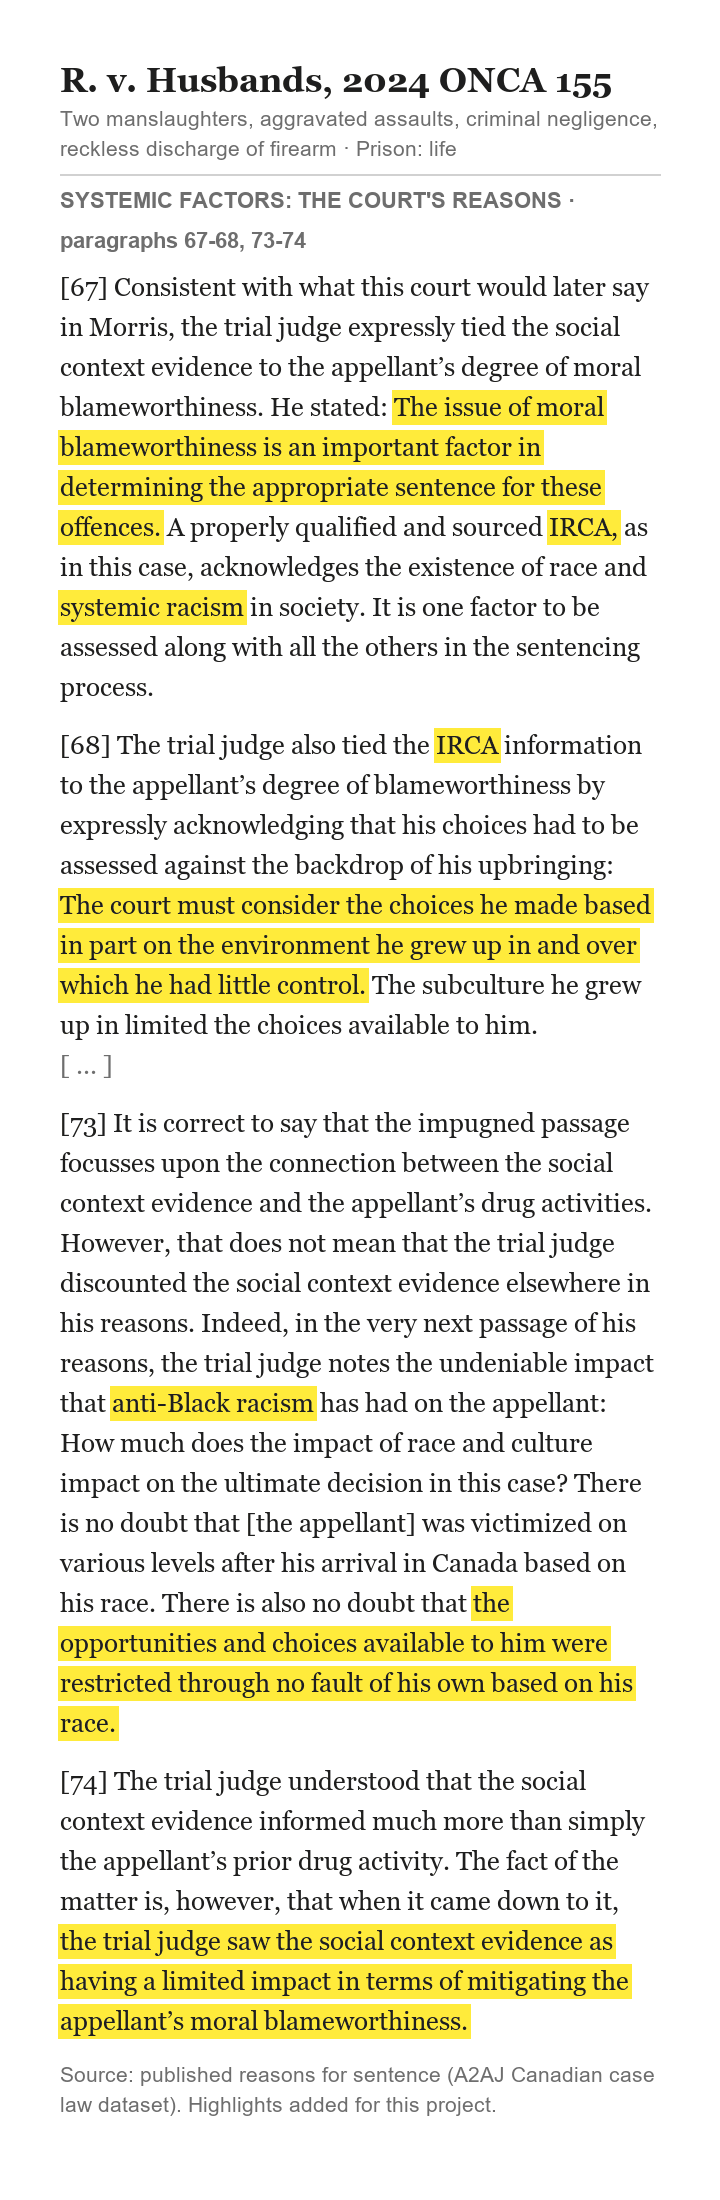 R. v. Husbands, 2024 ONCA 155
Two manslaughters, aggravated assaults, criminal negligence,
reckless discharge of firearm · Prison: life
SYSTEMIC FACTORS: THE COURT'S REASONS ·
paragraphs 67-68, 73-74
[67] Consistent with what this court would later say
in Morris, the trial judge expressly tied the social
context evidence to the appellant’s degree of moral
blameworthiness. He stated: The issue of moral
blameworthiness is an important factor in
determining the appropriate sentence for these
offences. A properly qualified and sourced IRCA, as
in this case, acknowledges the existence of race and
systemic racism in society. It is one factor to be
assessed along with all the others in the sentencing
process.
[68] The trial judge also tied the IRCA information
to the appellant’s degree of blameworthiness by
expressly acknowledging that his choices had to be
assessed against the backdrop of his upbringing:
The court must consider the choices he made based
in part on the environment he grew up in and over
which he had little control. The subculture he grew
up in limited the choices available to him.
[ ... ]
[73] It is correct to say that the impugned passage
focusses upon the connection between the social
context evidence and the appellant’s drug activities.
However, that does not mean that the trial judge
discounted the social context evidence elsewhere in
his reasons. Indeed, in the very next passage of his
reasons, the trial judge notes the undeniable impact
that anti-Black racism has had on the appellant:
How much does the impact of race and culture
impact on the ultimate decision in this case? There
is no doubt that [the appellant] was victimized on
various levels after his arrival in Canada based on
his race. There is also no doubt that the
opportunities and choices available to him were
restricted through no fault of his own based on his
race.
[74] The trial judge understood that the social
context evidence informed much more than simply
the appellant’s prior drug activity. The fact of the
matter is, however, that when it came down to it,
the trial judge saw the social context evidence as
having a limited impact in terms of mitigating the
appellant’s moral blameworthiness.
Source: published reasons for sentence (A2AJ Canadian case
law dataset). Highlights added for this project.